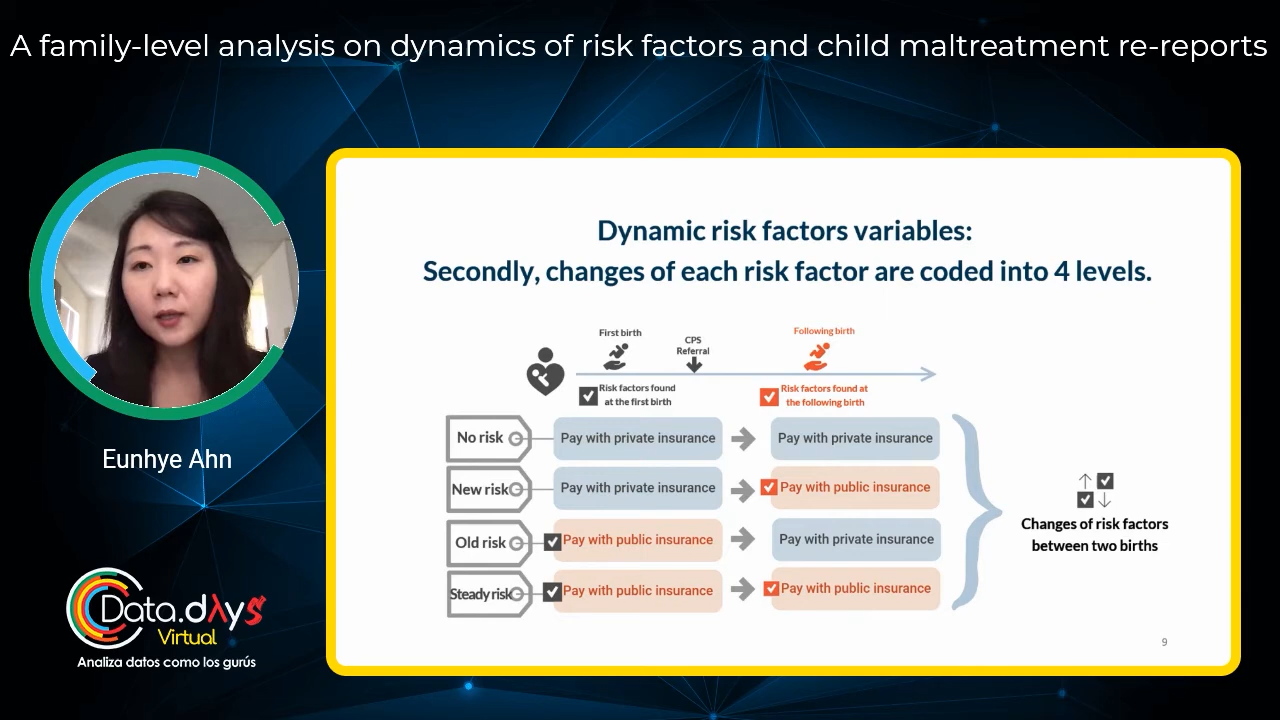 A family-level analysis on dynamics of risk factors and child maltreatment re-reports
Dynamic risk factors variables:
Secondly, changes of each risk factor are coded into 4 levels.
First birth
CPS
Referral
Following birth
Risk factors found
at the first birth
Risk factors found at
the following birth
No risk
Pay with private insurance
Pay with private insurance
New risk
Pay with private insurance
Pay with public insurance
Old risk
Pay with public insurance
Pay with private insurance
Steady risk
Pay with public insurance
Pay with public insurance
Changes of risk factors
between two births
9
Eunhye Ahn
Data.dλys
Virtual
Analiza datos como los gurús